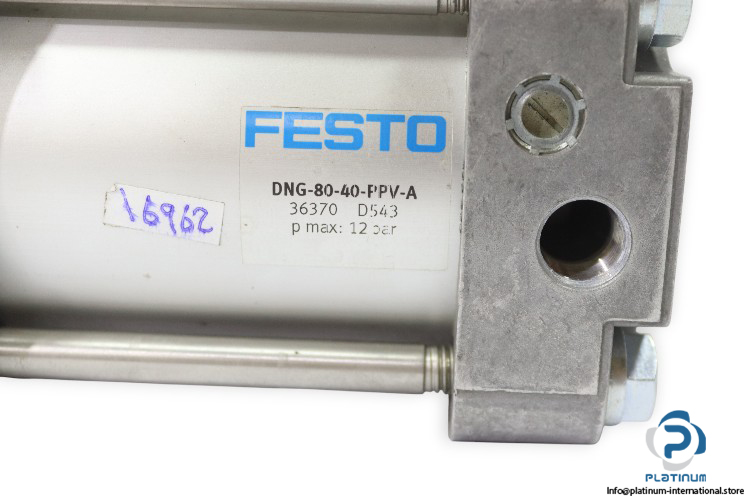 FESTO
DNG-80-40-PPV-A
36370 D543
p max: 12 bar
16962
PLATINUM
Info@platinum-international.store